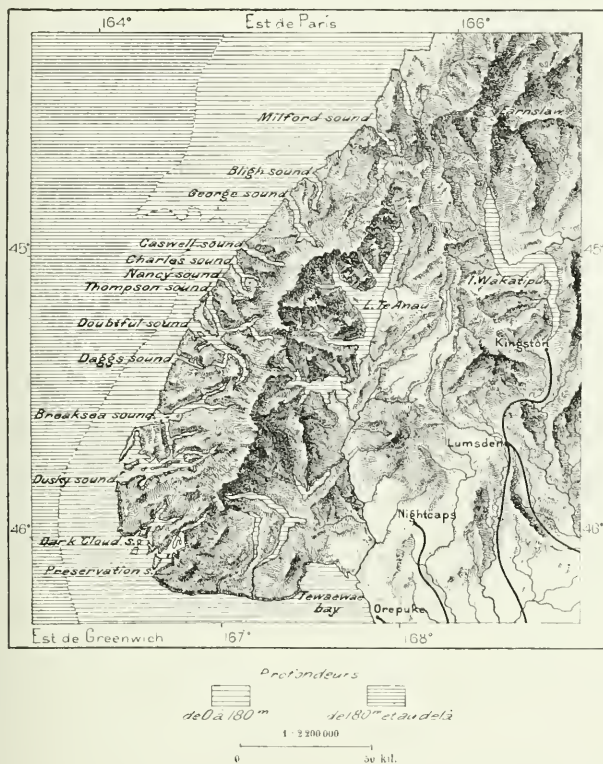 164° Est de Paris 166°
Milford sound
Earnslaw
Bligh sound
George sound
45° 45°
Caswell sound
Charles sound
Nancy sound
Thompson sound
L. Te Anau
Doubtful sound
Kingston
Daggs sound
Breaksea sound
Lumsden
Dusky sound
Nightcaps
46° 46°
Dark Cloud s.
Preservation s.
Tewaewae
bay
Orepuke
Est de Greenwich 167° 168°
Profondeurs
de 0 à 180 m
de 180 m et au delà
1 : 2 200 000
0 50 kil.